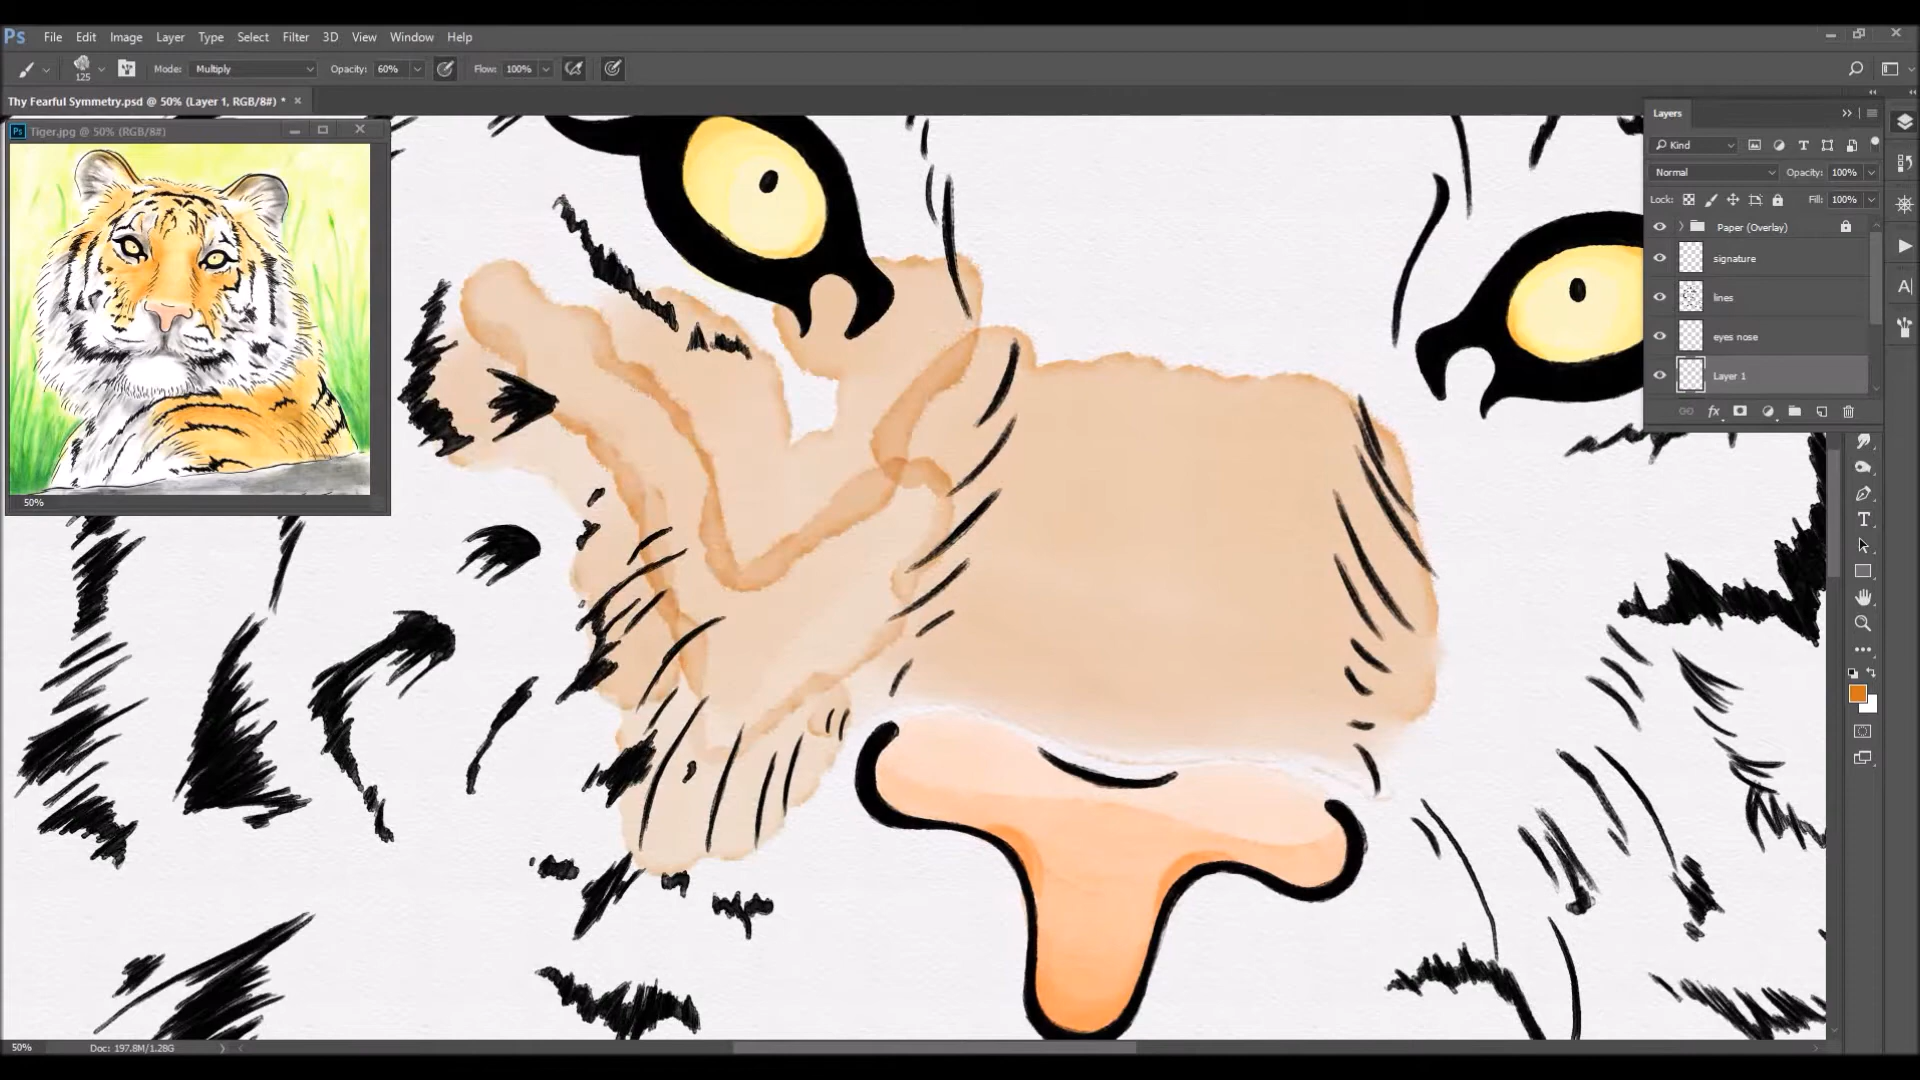 Ps File Edit Image Layer Type Select Filter 3D View Window Help
125 Mode: Multiply Opacity: 60% Flow: 100%
Thy Fearful Symmetry.psd @ 50% (Layer 1, RGB/8#) *
Ps Tiger.jpg @ 50% (RGB/8#)
50%
Layers
Kind
Normal Opacity: 100%
Lock: Fill: 100%
Paper (Overlay)
signature
lines
eyes nose
Layer 1
fx
50% Doc: 197.8M/1.28G